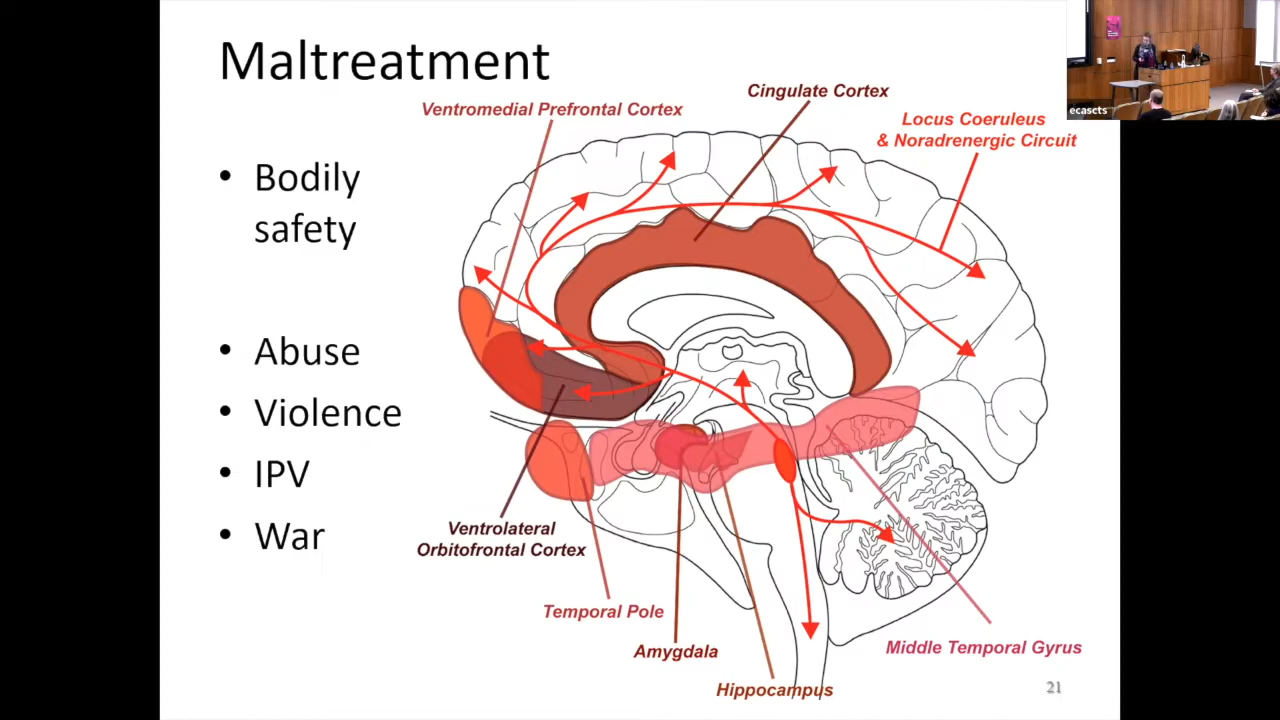 Maltreatment
Cingulate Cortex
Ventromedial Prefrontal Cortex
Locus Coeruleus
& Noradrenergic Circuit
ecascts
• Bodily
safety
• Abuse
• Violence
• IPV
• War
Ventrolateral
Orbitofrontal Cortex
Temporal Pole
Amygdala
Middle Temporal Gyrus
Hippocampus
21